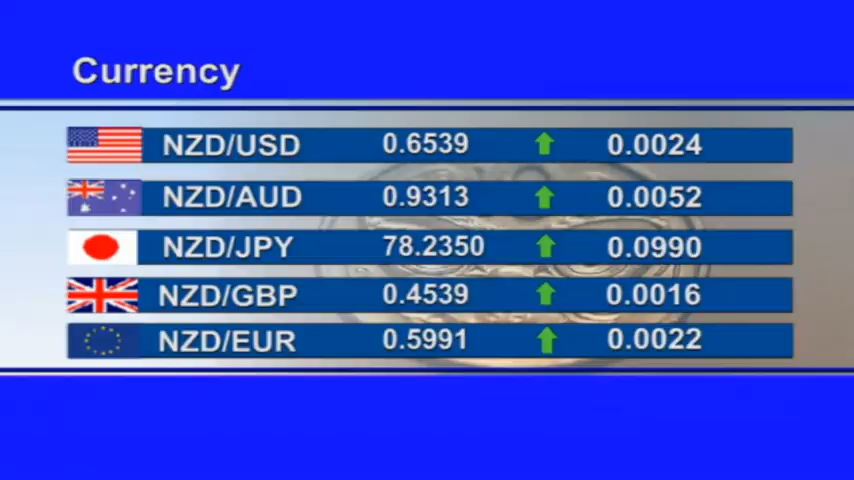 Currency
NZD/USD 0.6539 0.0024
NZD/AUD 0.9313 0.0052
NZD/JPY 78.2350 0.0990
NZD/GBP 0.4539 0.0016
NZD/EUR 0.5991 0.0022